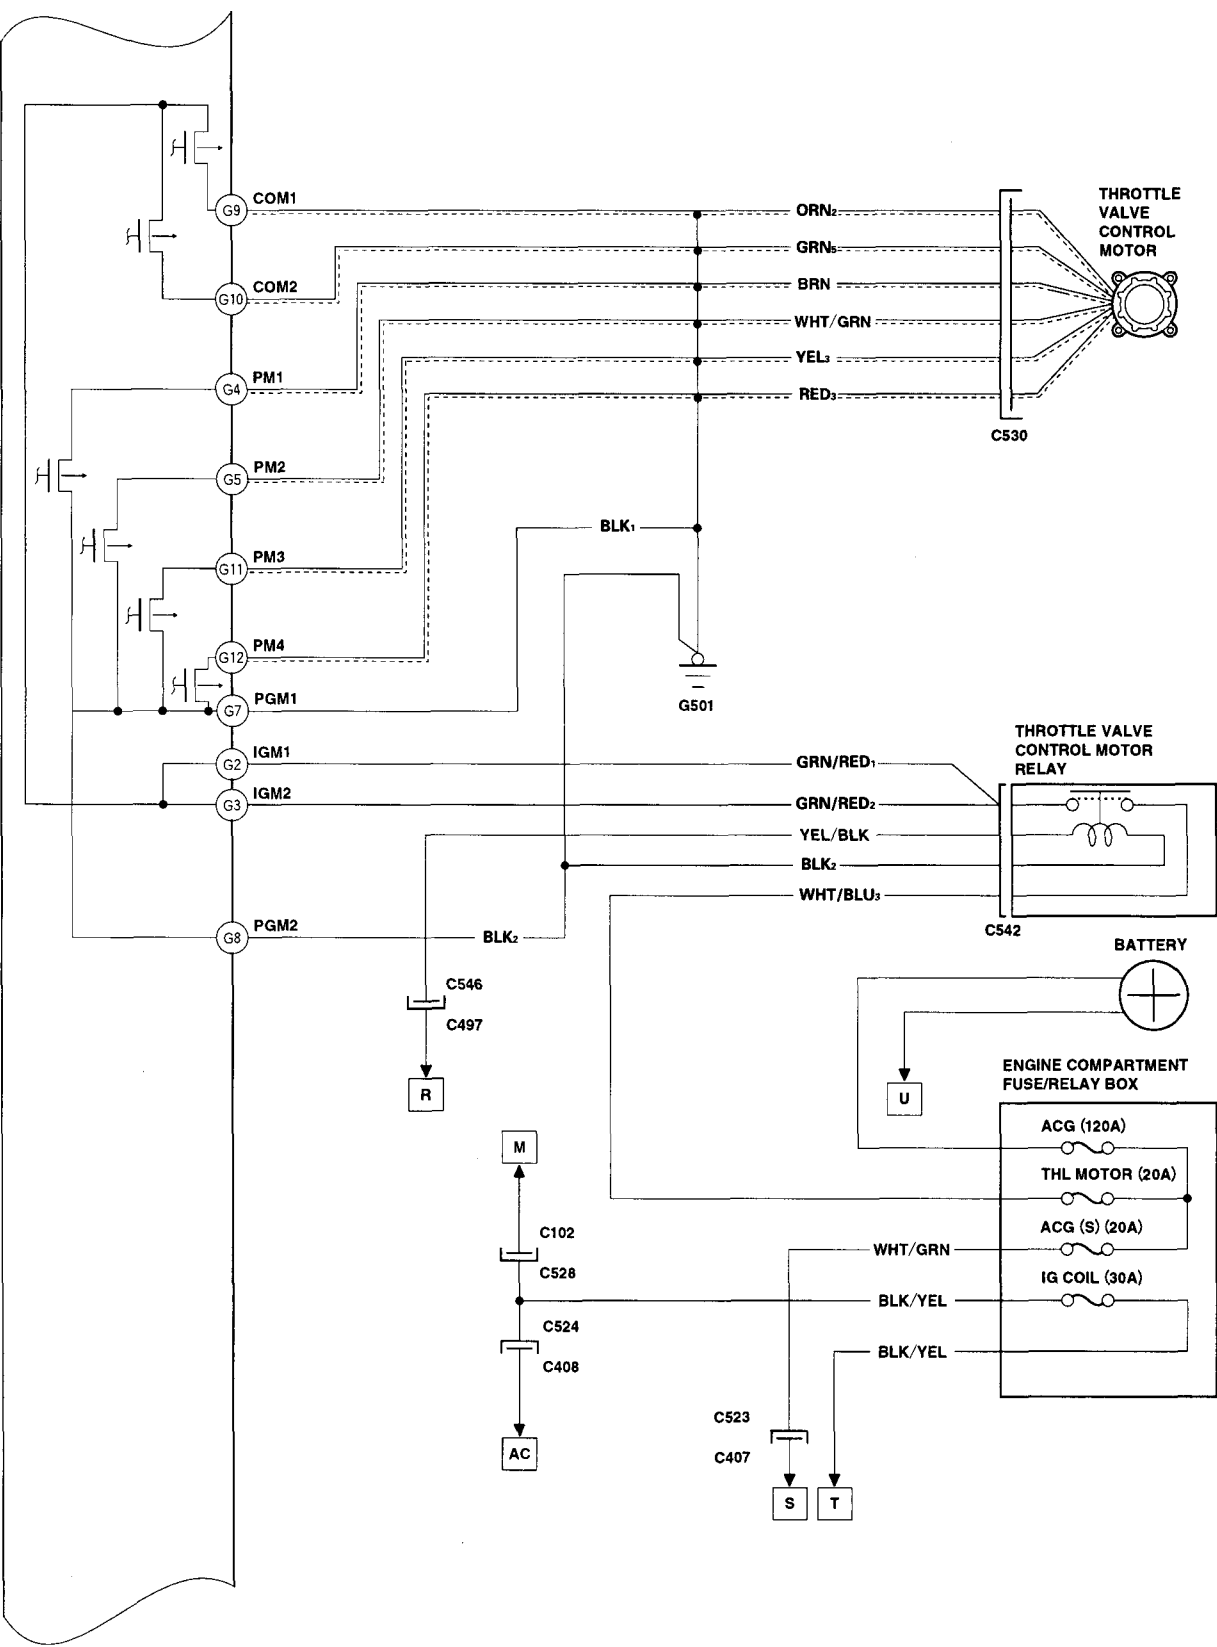 COM1
G9
ORN2
THROTTLE
VALVE
CONTROL
MOTOR
GRN5
COM2
G10
BRN
WHT/GRN
YEL3
PM1
G4
RED3
C530
PM2
G5
BLK1
PM3
G11
PM4
G12
PGM1
G7
G501
IGM1
G2
GRN/RED1
THROTTLE VALVE
CONTROL MOTOR
RELAY
IGM2
G3
GRN/RED2
YEL/BLK
BLK2
WHT/BLU3
PGM2
G8
BLK2
C542
BATTERY
C546
C497
R
U
ENGINE COMPARTMENT
FUSE/RELAY BOX
ACG (120A)
M
THL MOTOR (20A)
C102
C528
ACG (S) (20A)
WHT/GRN
IG COIL (30A)
BLK/YEL
C524
C408
BLK/YEL
AC
C523
C407
S
T